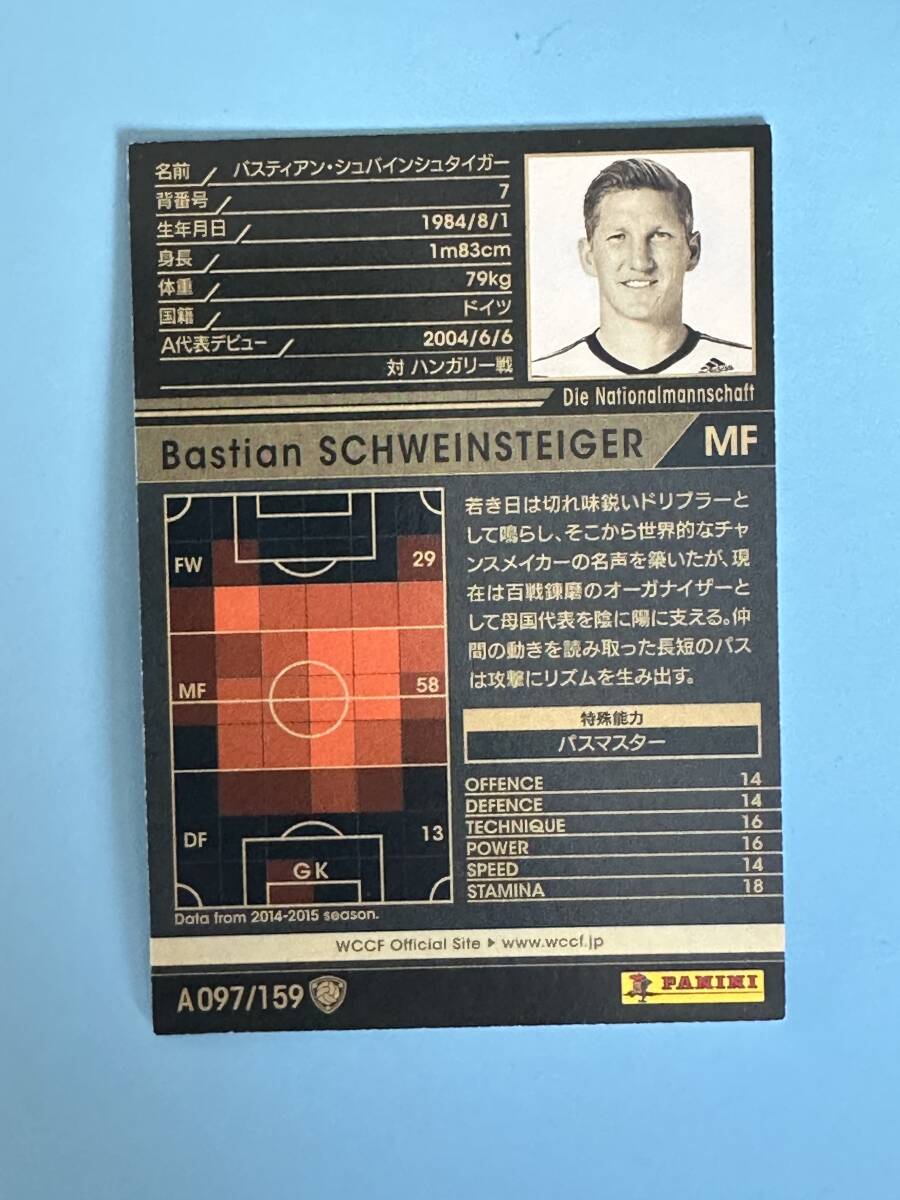 名前 バスティアン・シュバインシュタイガー
背番号 7
生年月日 1984/8/1
身長 1m83cm
体重 79kg
国籍 ドイツ
A代表デビュー 2004/6/6
対 ハンガリー戦
adidas
Die Nationalmannschaft
Bastian SCHWEINSTEIGER MF
FW 29
MF 58
DF 13
GK
Data from 2014-2015 season.
若き日は切れ味鋭いドリブラーと
して鳴らし、そこから世界的なチャ
ンスメイカーの名声を築いたが、現
在は百戦錬磨のオーガナイザーと
して母国代表を陰に陽に支える。仲
間の動きを読み取った長短のパス
は攻撃にリズムを生み出す。
特殊能力
パスマスター
OFFENCE 14
DEFENCE 14
TECHNIQUE 16
POWER 16
SPEED 14
STAMINA 18
WCCF Official Site ▶ www.wccf.jp
A097/159
PANINI